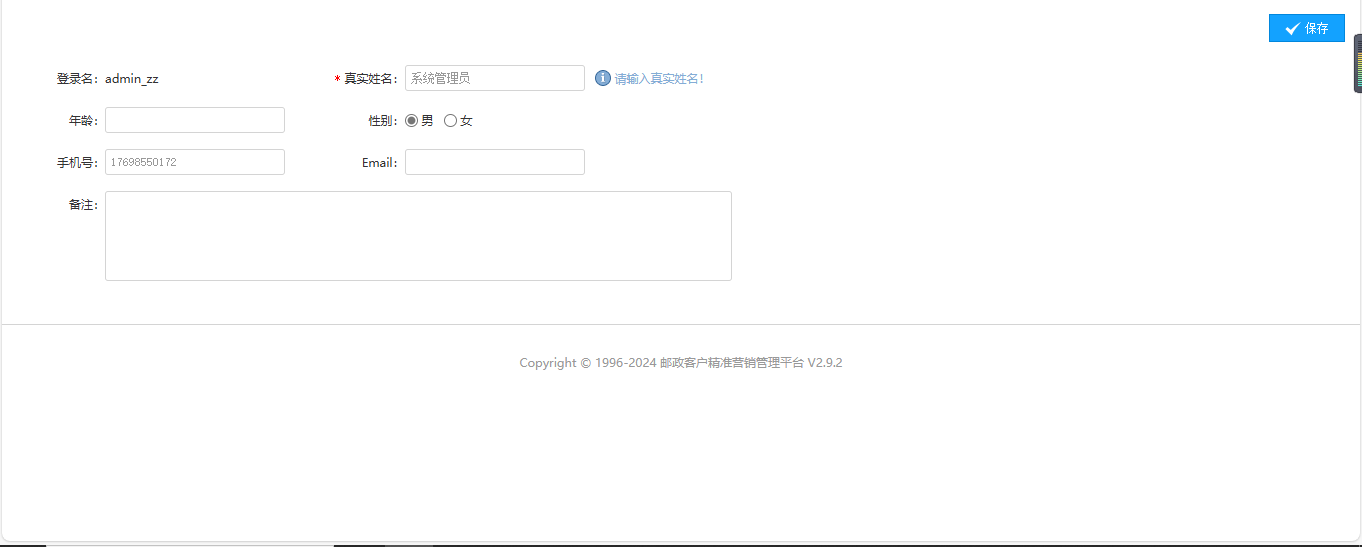 保存
登录名：admin_zz
* 真实姓名：系统管理员 请输入真实姓名！
年龄： 性别：男 女
手机号：17698550172 Email：
备注：
Copyright © 1996-2024 邮政客户精准营销管理平台 V2.9.2